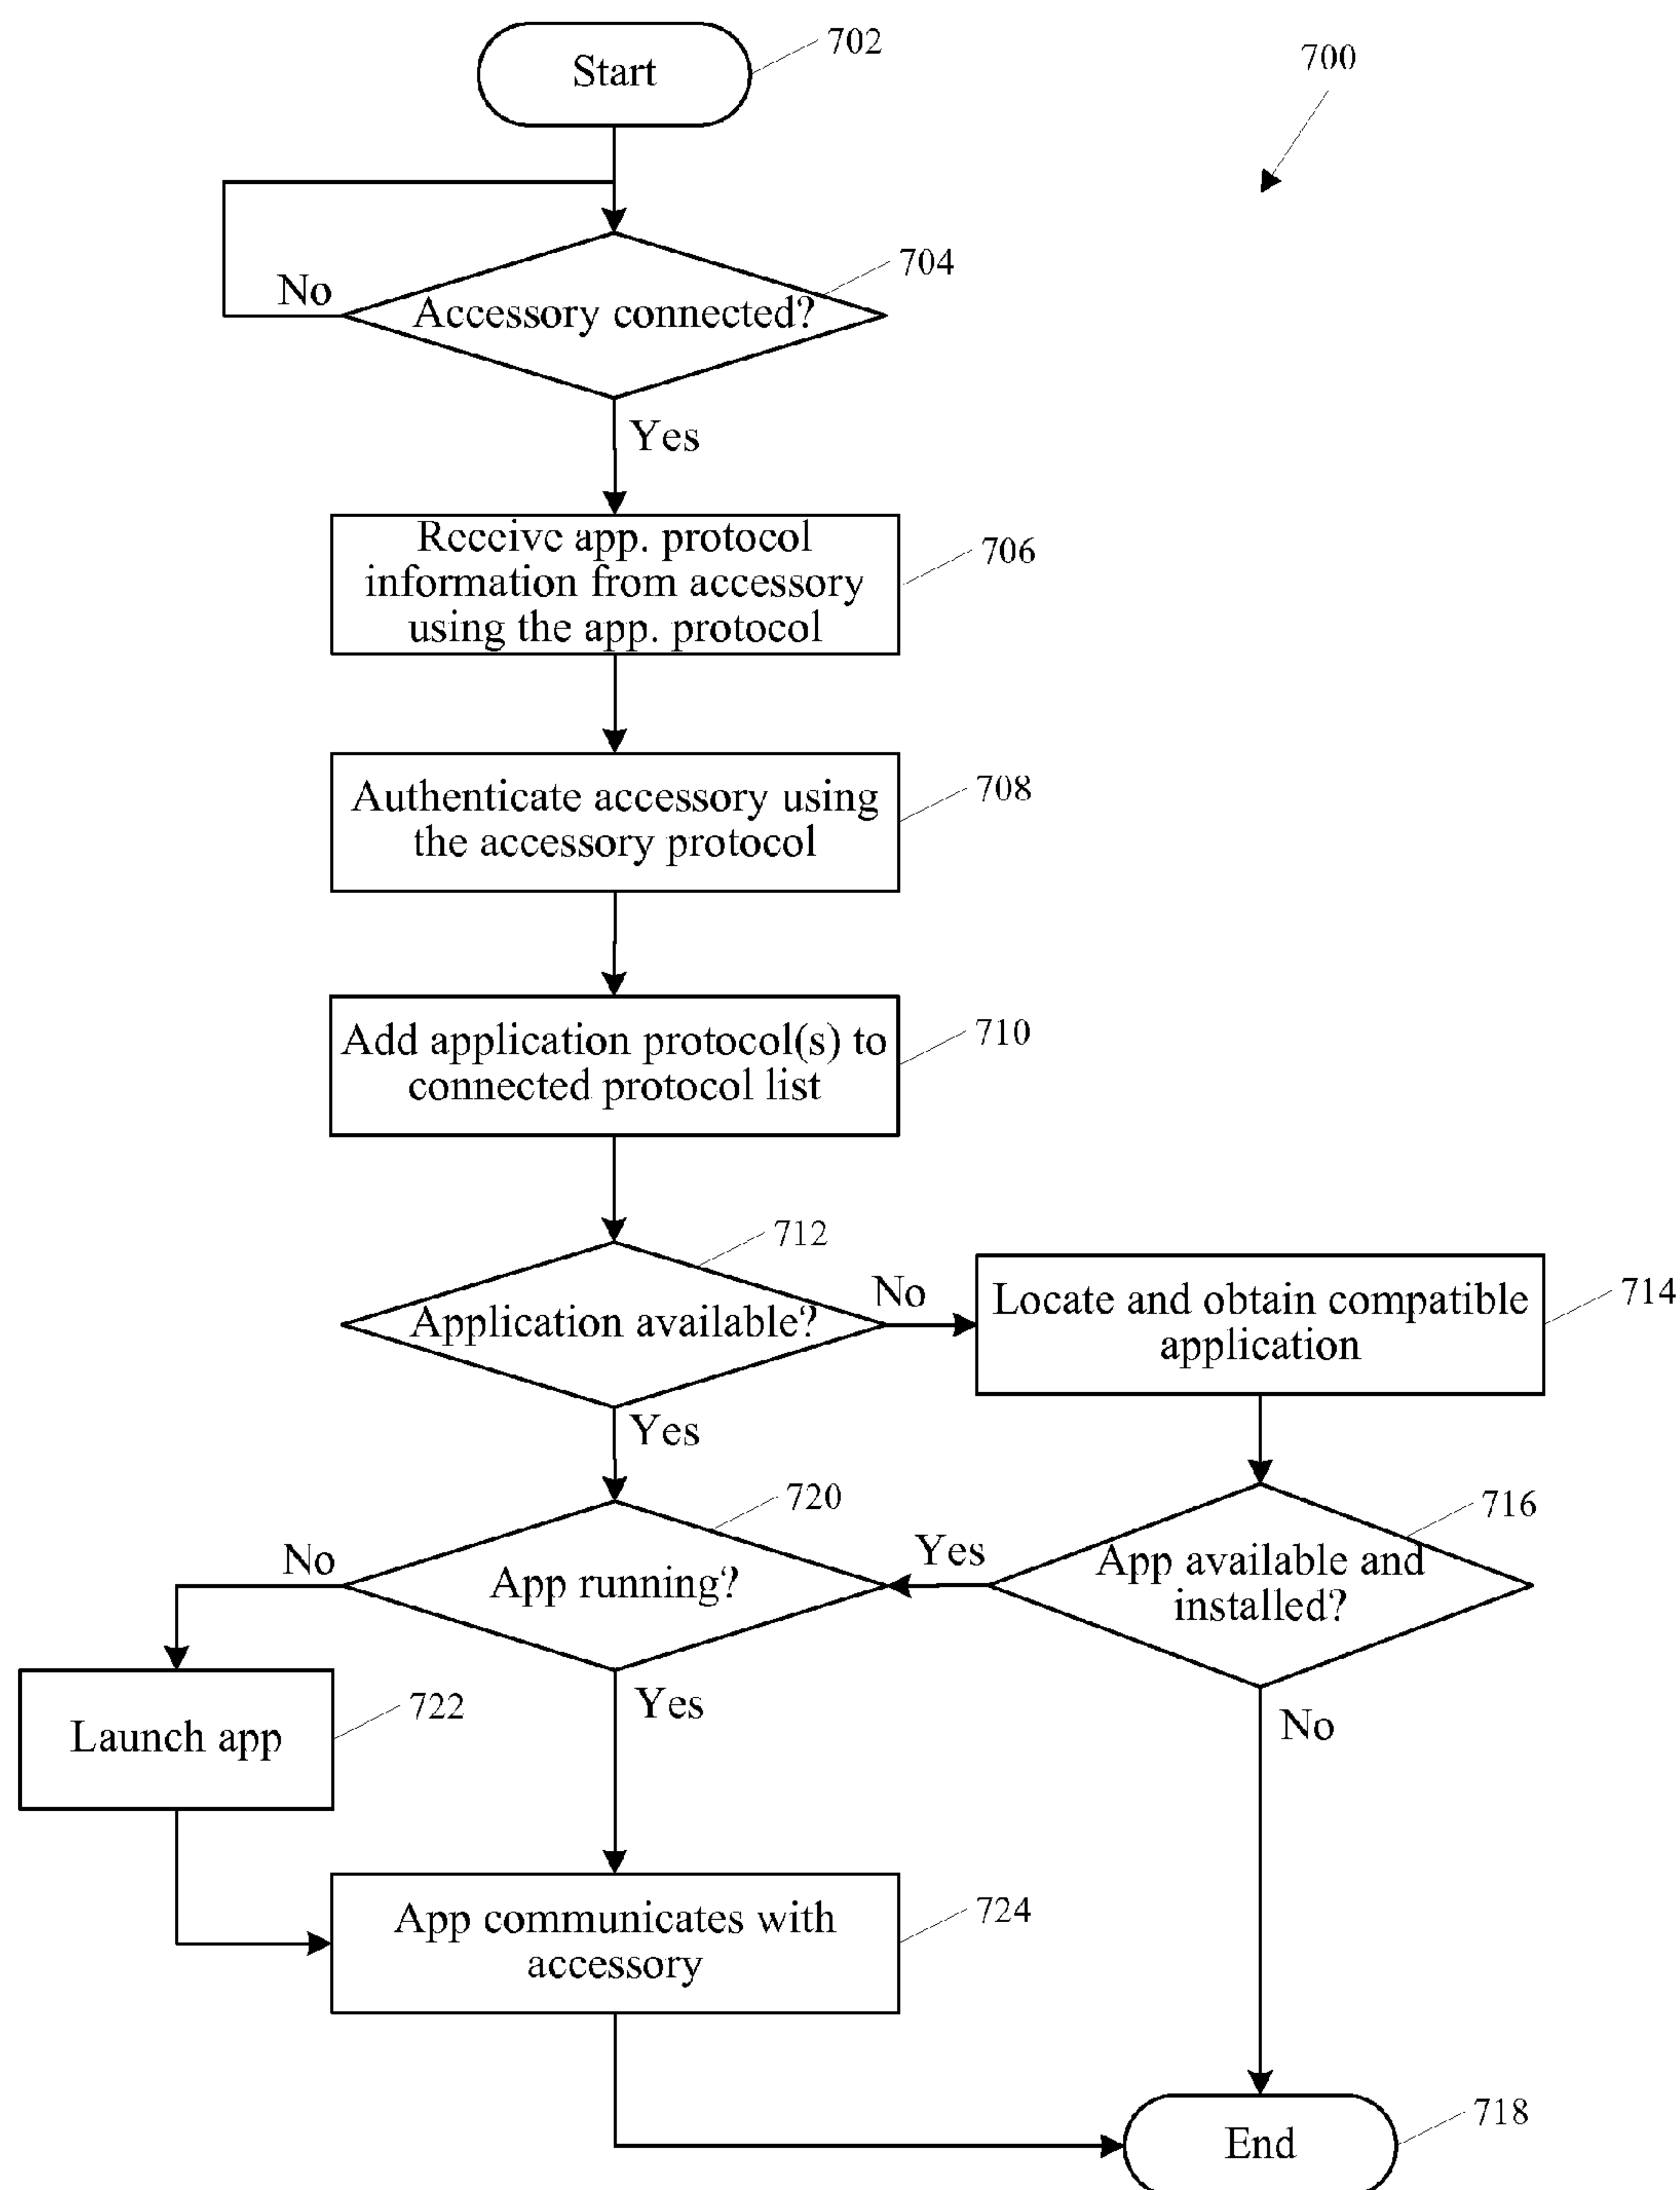 Start
702
700
No
Accessory connected?
704
Yes
Receive app. protocol
information from accessory
using the app. protocol
706
Authenticate accessory using
the accessory protocol
708
Add application protocol(s) to
connected protocol list
710
712
Application available?
No
Locate and obtain compatible
application
714
Yes
720
716
No
App running?
Yes
App available and
installed?
Launch app
722
Yes
No
App communicates with
accessory
724
End
718